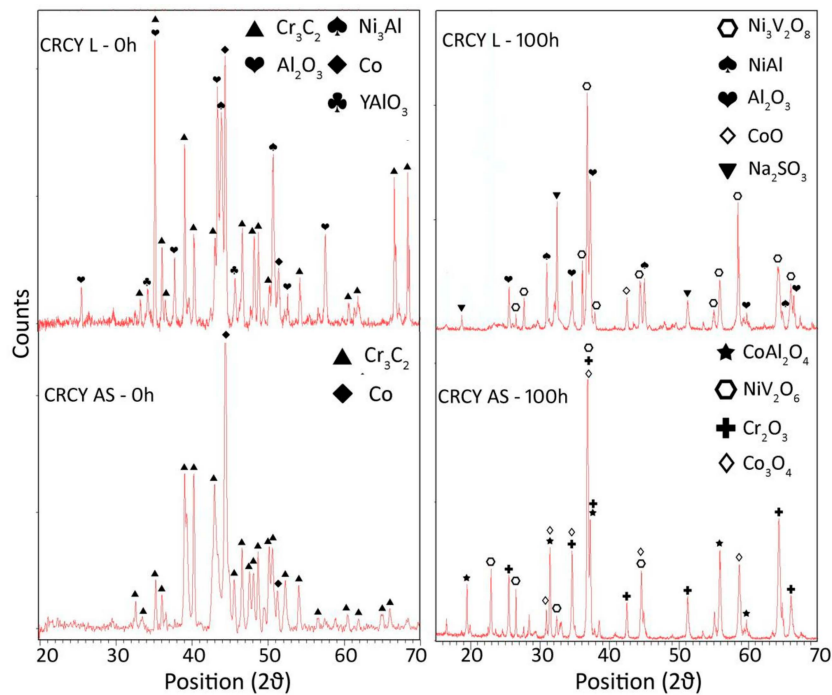 CRCY L - 0h
Cr₃C₂
Ni₃Al
Al₂O₃
Co
YAlO₃
CRCY L - 100h
Ni₃V₂O₈
NiAl
Al₂O₃
CoO
Na₂SO₃
Counts
CRCY AS - 0h
Cr₃C₂
Co
CRCY AS - 100h
CoAl₂O₄
NiV₂O₆
Cr₂O₃
Co₃O₄
20 30 40 50 60 70
Position (2ϑ)
20 30 40 50 60 70
Position (2ϑ)